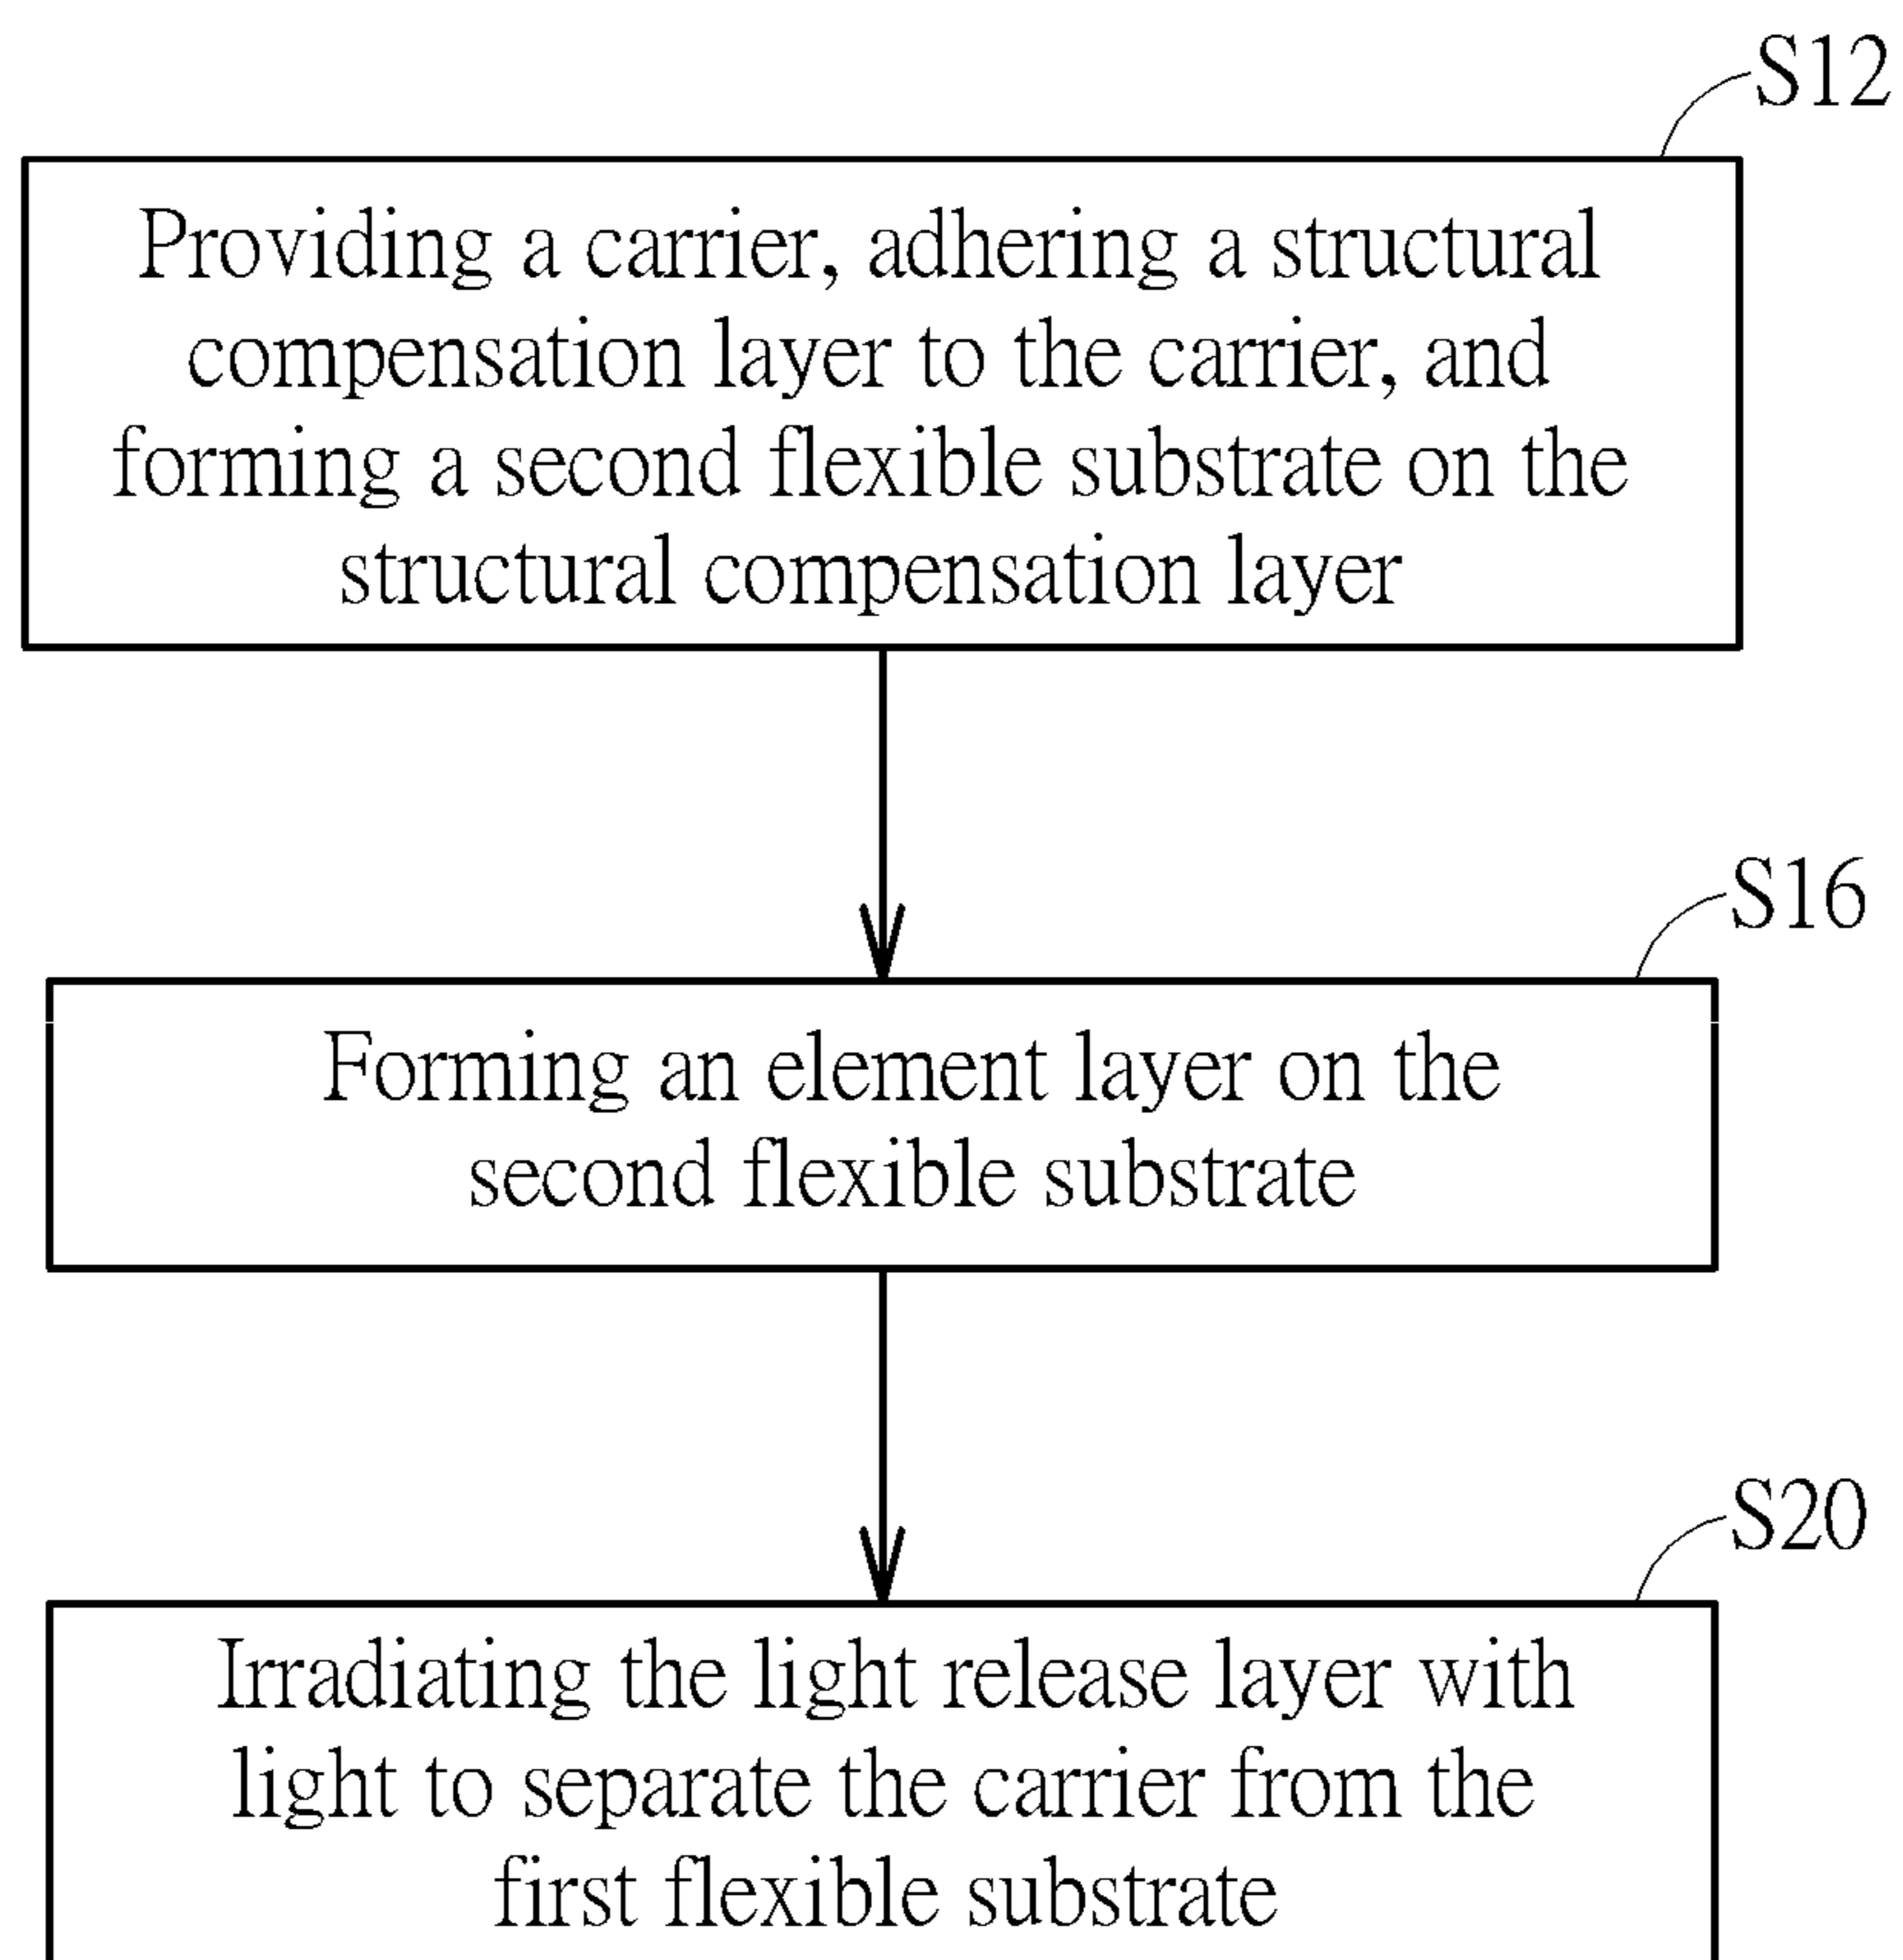 S12
Providing a carrier, adhering a structural
compensation layer to the carrier, and
forming a second flexible substrate on the
structural compensation layer
S16
Forming an element layer on the
second flexible substrate
S20
Irradiating the light release layer with
light to separate the carrier from the
first flexible substrate